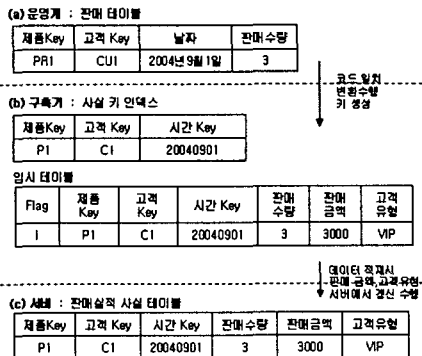 (a) 운영계 : 판매 테이블
제품Key 고객 Key 날짜 판매수량
PR1 CU1 2004년 9월 1일 3
코드 일치
변환수행
키 생성
(b) 구축기 : 사실 키 인덱스
제품Key 고객 Key 시간 Key
P1 C1 20040901
임시 테이블
Flag 제품 Key 고객 Key 시간 Key 판매 수량 판매 금액 고객 유형
I P1 C1 20040901 3 3000 VIP
데이터 적재시
판매 금액,고객유형
서버에서 갱신 수행
(c) 서버 : 판매실적 사실 테이블
제품Key 고객 Key 시간 Key 판매수량 판매금액 고객유형
P1 C1 20040901 3 3000 VIP